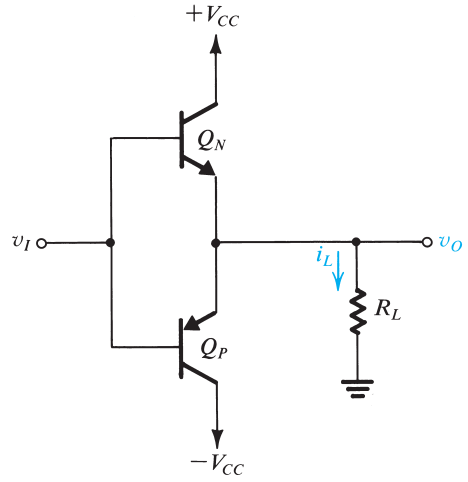 +V_CC
Q_N
v_I
v_O
i_L
R_L
Q_P
−V_CC